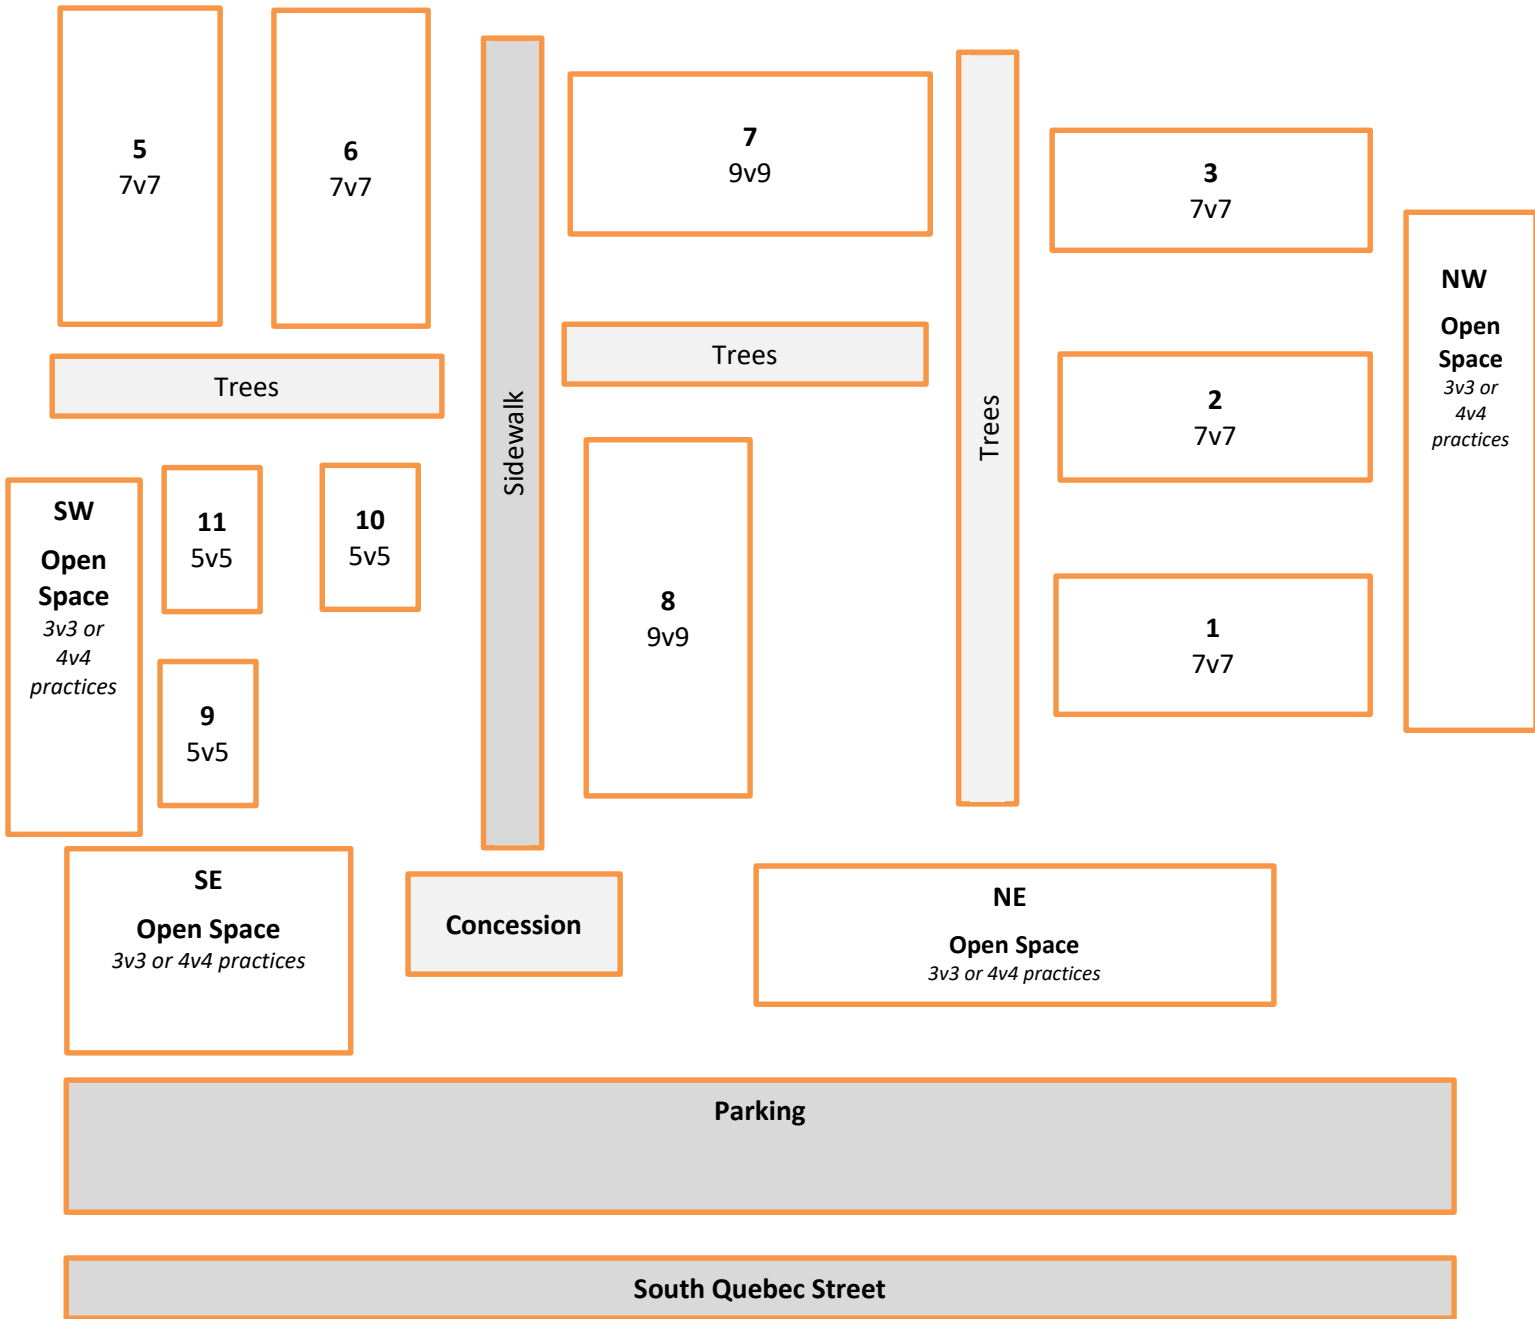 5
7v7
6
7v7
7
9v9
3
7v7
NW
Open
Space
3v3 or
4v4
practices
Trees
Trees
Sidewalk
Trees
2
7v7
SW
Open
Space
3v3 or
4v4
practices
11
5v5
10
5v5
8
9v9
1
7v7
9
5v5
SE
Open Space
3v3 or 4v4 practices
Concession
NE
Open Space
3v3 or 4v4 practices
Parking
South Quebec Street